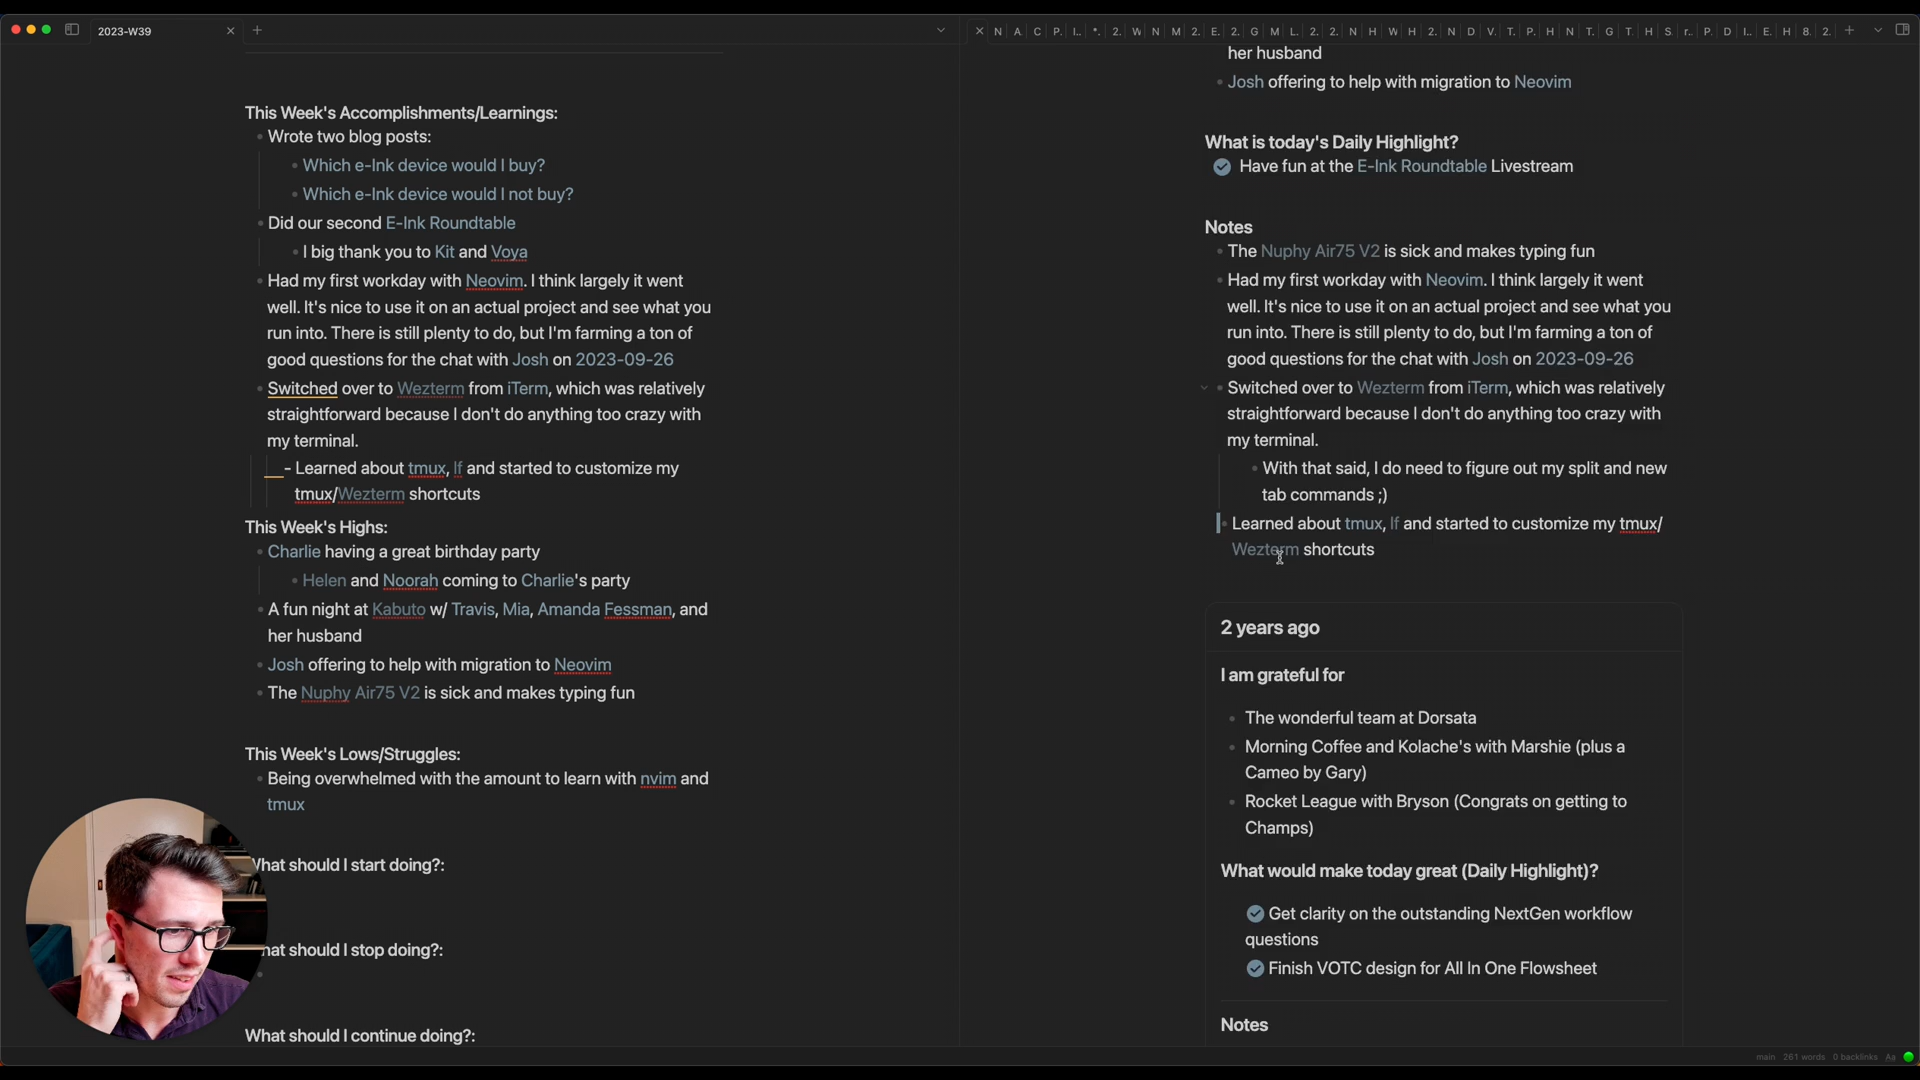 2023-W39
N A C P. I.. *. 2. W N M 2. E. 2. G M L. 2. 2. N H W H 2. N D V. T. P. H N T. G T. H S r.. P. D I.. E. H 8. 2.
This Week's Accomplishments/Learnings:
Wrote two blog posts:
Which e-Ink device would I buy?
Which e-Ink device would I not buy?
Did our second E-Ink Roundtable
I big thank you to Kit and Voya
Had my first workday with Neovim. I think largely it went
well. It's nice to use it on an actual project and see what you
run into. There is still plenty to do, but I'm farming a ton of
good questions for the chat with Josh on 2023-09-26
Switched over to Wezterm from iTerm, which was relatively
straightforward because I don't do anything too crazy with
my terminal.
- Learned about tmux, lf and started to customize my
tmux/Wezterm shortcuts
This Week's Highs:
Charlie having a great birthday party
Helen and Noorah coming to Charlie's party
A fun night at Kabuto w/ Travis, Mia, Amanda Fessman, and
her husband
Josh offering to help with migration to Neovim
The Nuphy Air75 V2 is sick and makes typing fun
This Week's Lows/Struggles:
Being overwhelmed with the amount to learn with nvim and
tmux
What should I start doing?:
hat should I stop doing?:
What should I continue doing?:
her husband
Josh offering to help with migration to Neovim
What is today's Daily Highlight?
Have fun at the E-Ink Roundtable Livestream
Notes
The Nuphy Air75 V2 is sick and makes typing fun
Had my first workday with Neovim. I think largely it went
well. It's nice to use it on an actual project and see what you
run into. There is still plenty to do, but I'm farming a ton of
good questions for the chat with Josh on 2023-09-26
Switched over to Wezterm from iTerm, which was relatively
straightforward because I don't do anything too crazy with
my terminal.
With that said, I do need to figure out my split and new
tab commands ;)
Learned about tmux, lf and started to customize my tmux/
Wezterm shortcuts
2 years ago
I am grateful for
The wonderful team at Dorsata
Morning Coffee and Kolache's with Marshie (plus a
Cameo by Gary)
Rocket League with Bryson (Congrats on getting to
Champs)
What would make today great (Daily Highlight)?
Get clarity on the outstanding NextGen workflow
questions
Finish VOTC design for All In One Flowsheet
Notes
main 261 words 0 backlinks Aa